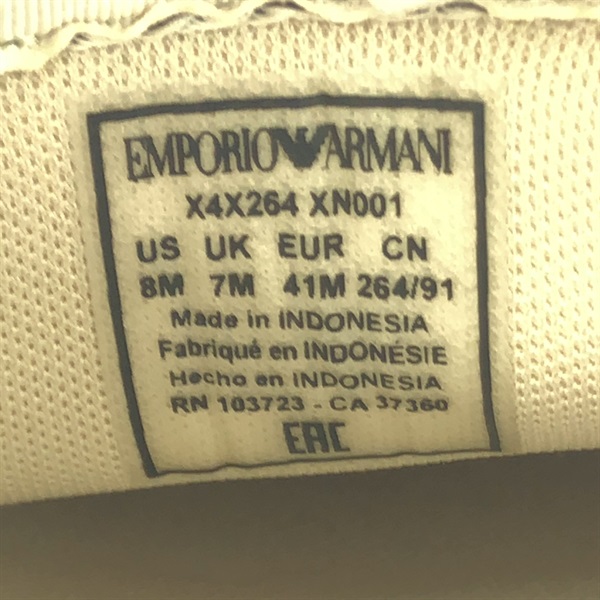 EMPORIO ARMANI
X4X264 XN001
US UK EUR CN
8M 7M 41M 264/91
Made in INDONESIA
Fabriqué en INDONÉSIE
Hecho en INDONESIA
RN 103723 - CA 37360
EAC